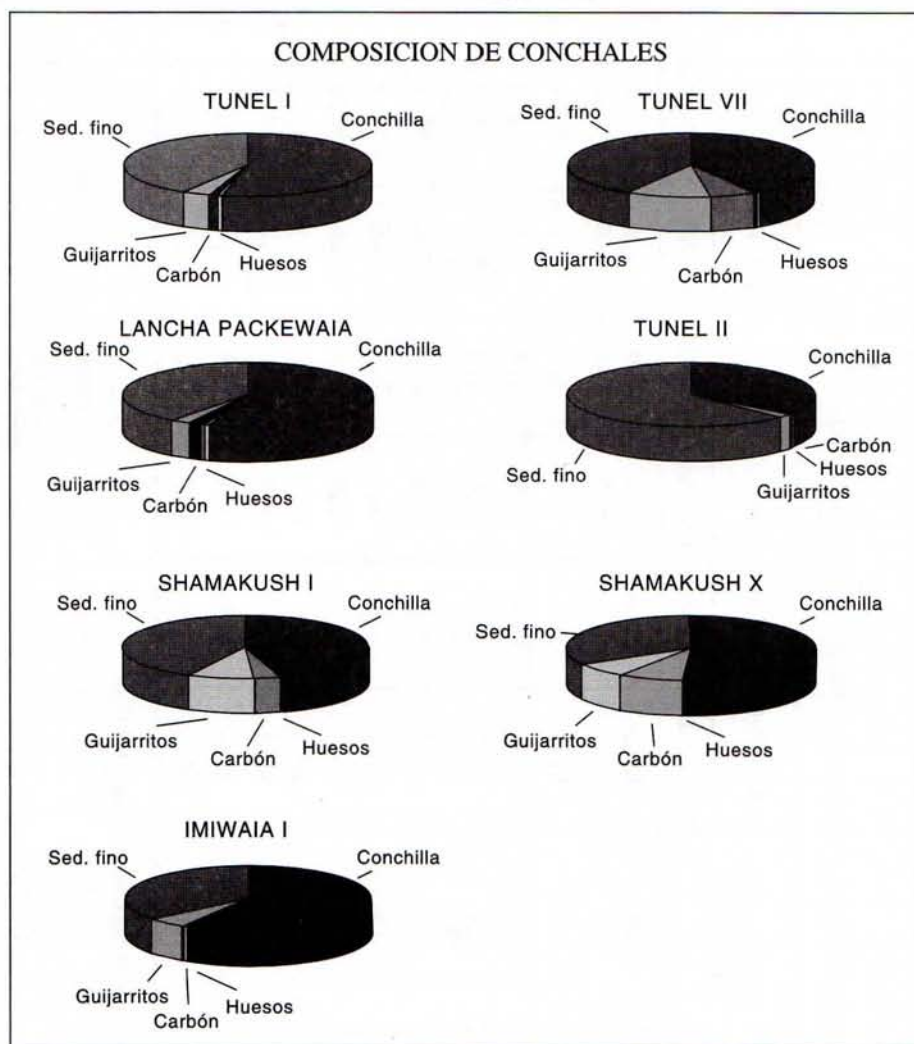 COMPOSICION DE CONCHALES
TUNEL I
Sed. fino
Conchilla
Guijarritos
Carbón
Huesos
TUNEL VII
Sed. fino
Conchilla
Guijarritos
Carbón
Huesos
LANCHA PACKEWAIA
Sed. fino
Conchilla
Guijarritos
Carbón
Huesos
TUNEL II
Conchilla
Sed. fino
Carbón
Huesos
Guijarritos
SHAMAKUSH I
Sed. fino
Conchilla
Guijarritos
Carbón
Huesos
SHAMAKUSH X
Sed. fino
Conchilla
Guijarritos
Carbón
Huesos
IMIWAIA I
Sed. fino
Conchilla
Guijarritos
Carbón
Huesos